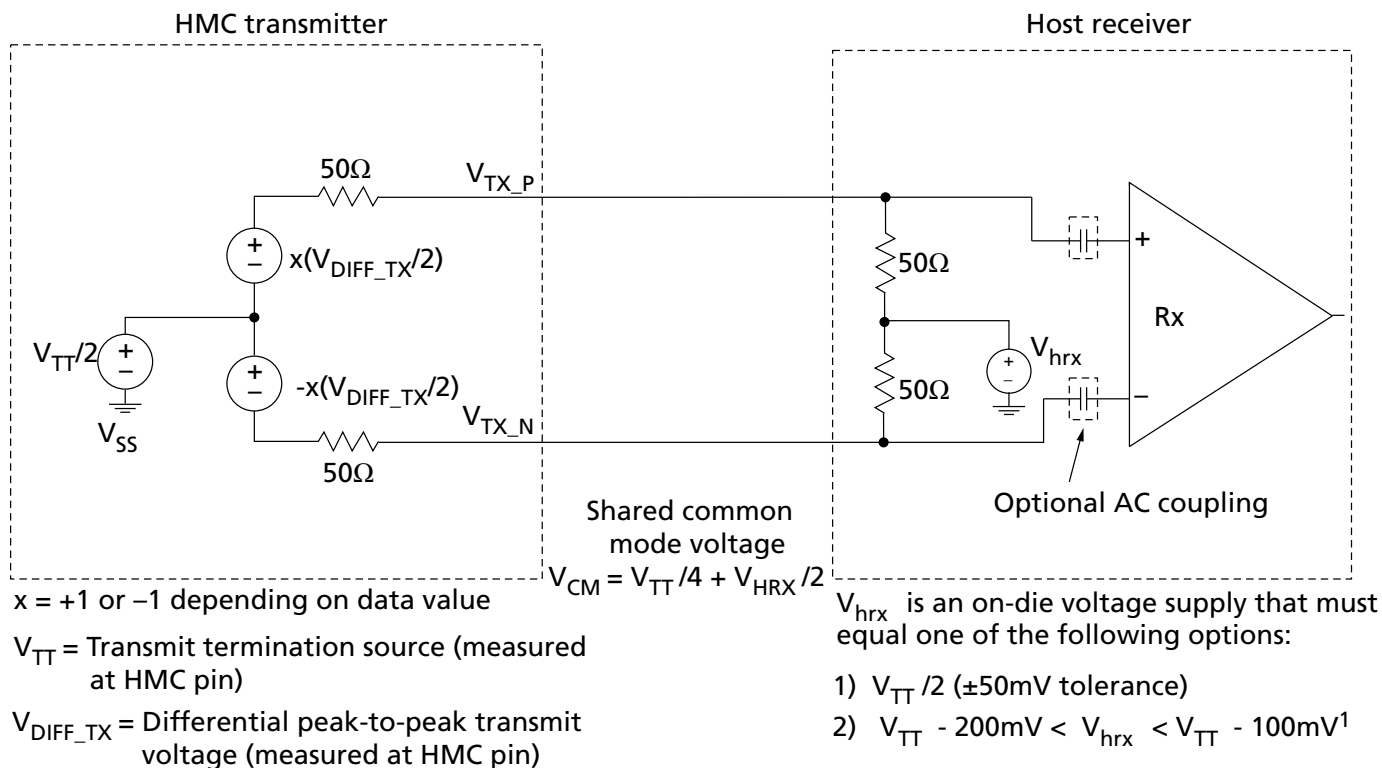 HMC transmitter
Host receiver
50Ω
V_TX_P
+
−
x(V_DIFF_TX/2)
50Ω
+
Rx
V_TT/2
+
−
V_SS
+
−
-x(V_DIFF_TX/2)
V_TX_N
50Ω
+
-
V_hrx
50Ω
−
Optional AC coupling
Shared common
mode voltage
V_CM = V_TT /4 + V_HRX /2
x = +1 or –1 depending on data value
V_TT = Transmit termination source (measured
at HMC pin)
V_DIFF_TX = Differential peak-to-peak transmit
voltage (measured at HMC pin)
V_hrx is an on-die voltage supply that must
equal one of the following options:
1) V_TT /2 (±50mV tolerance)
2) V_TT - 200mV < V_hrx < V_TT - 100mV¹